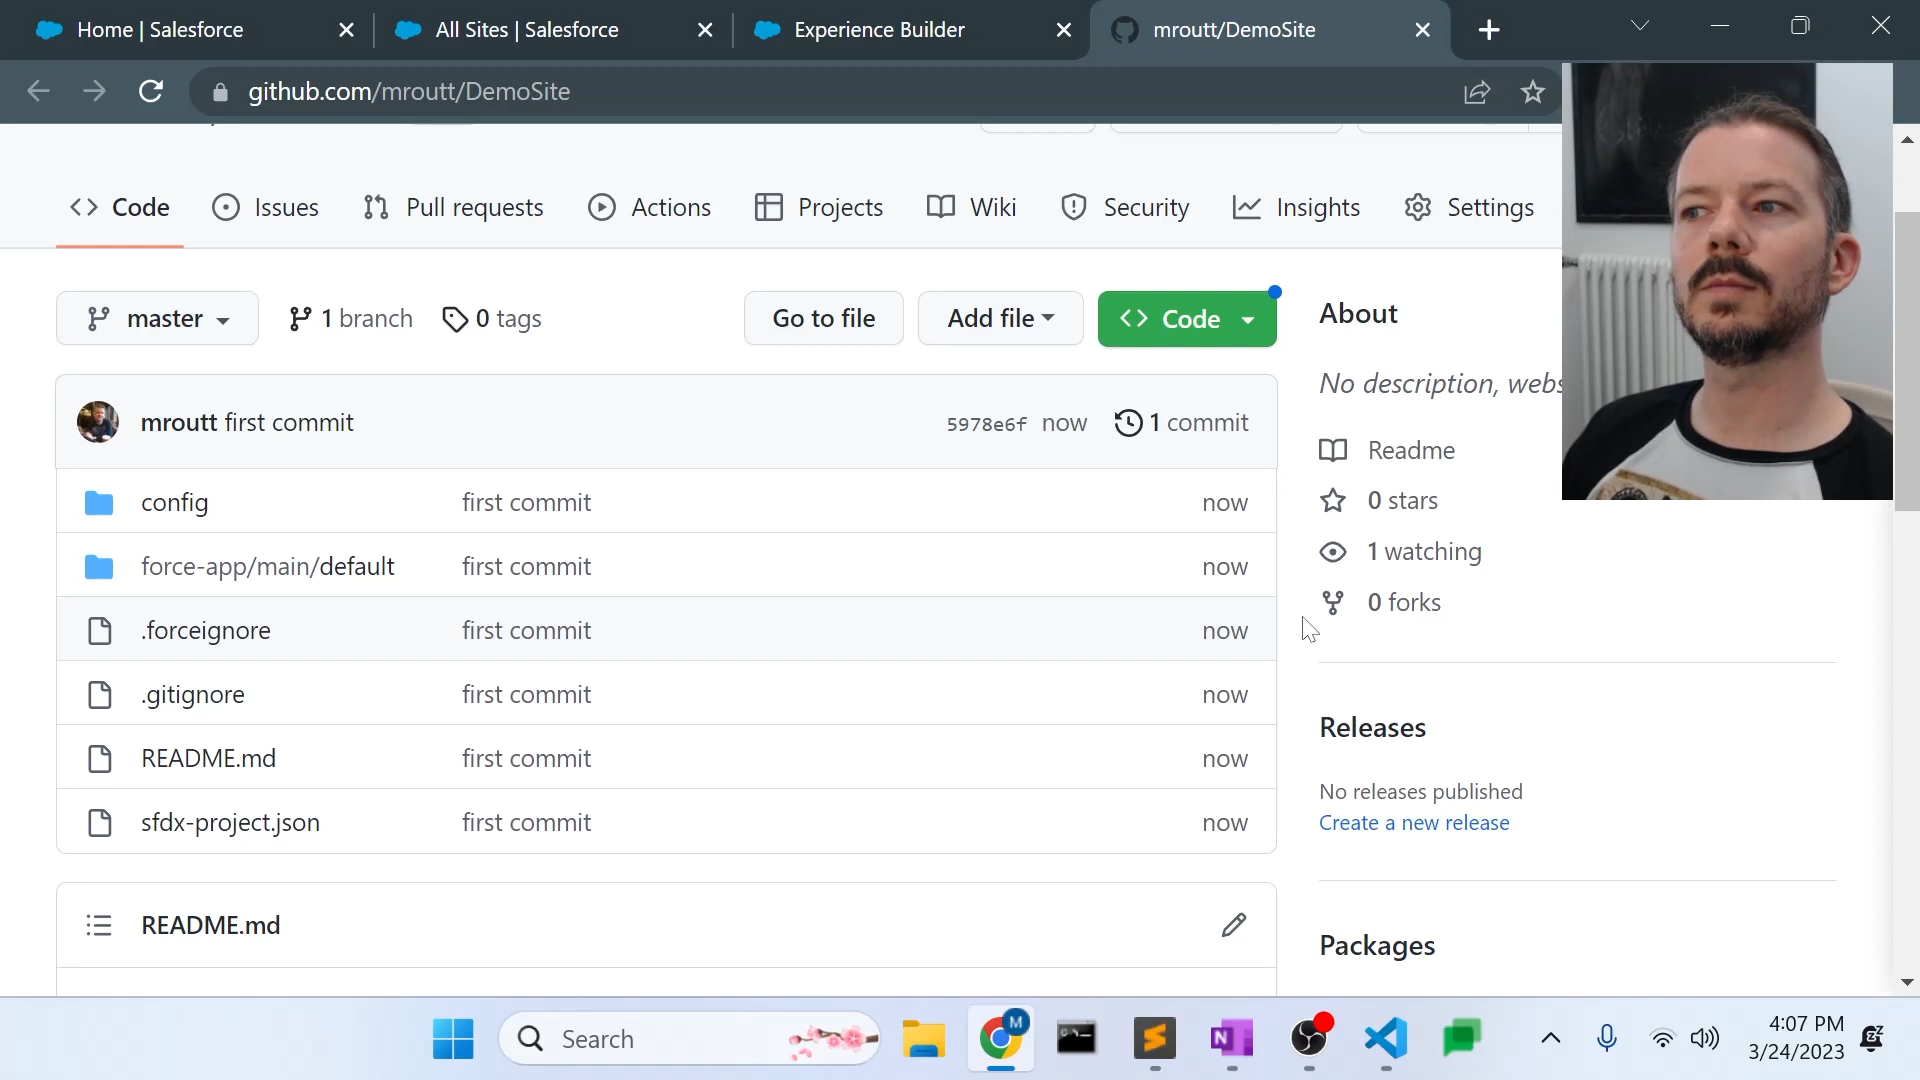 Home | Salesforce
All Sites | Salesforce
Experience Builder
mroutt/DemoSite
github.com/mroutt/DemoSite
Code
Issues
Pull requests
Actions
Projects
Wiki
Security
Insights
Settings
master
1 branch
0 tags
Go to file
Add file
Code
mroutt first commit
5978e6f now
1 commit
config first commit now
force-app/main/default first commit now
.forceignore first commit now
.gitignore first commit now
README.md first commit now
sfdx-project.json first commit now
README.md
About
No description,
Readme
0 stars
1 watching
0 forks
Releases
No releases published
Create a new release
Packages
Search
M
N
4:07 PM
3/24/2023